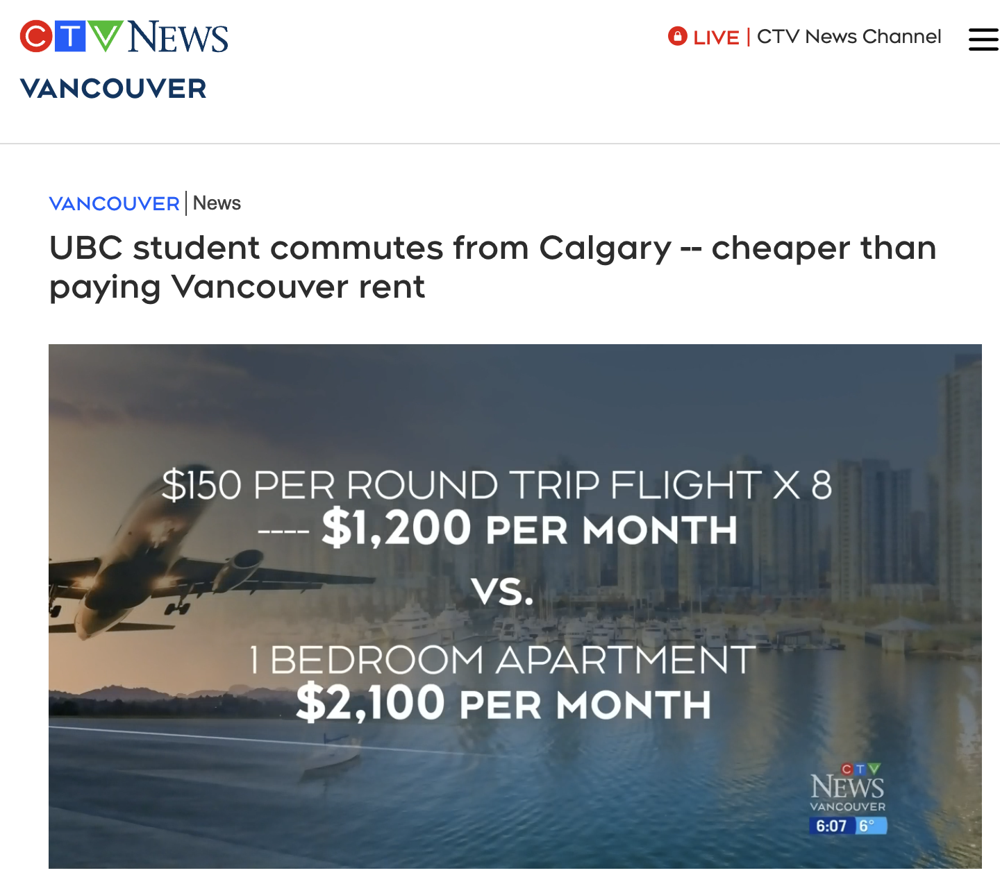 CTV NEWS
LIVE | CTV News Channel
VANCOUVER
VANCOUVER | News
UBC student commutes from Calgary -- cheaper than
paying Vancouver rent
$150 PER ROUND TRIP FLIGHT X 8
---- $1,200 PER MONTH
VS.
1 BEDROOM APARTMENT
$2,100 PER MONTH
CTV
NEWS
VANCOUVER
6:07 6°